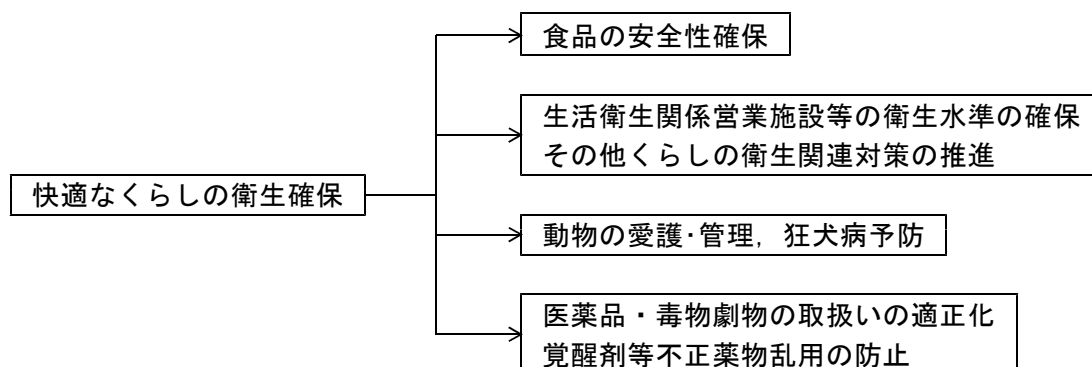 食品の安全性確保
生活衛生関係営業施設等の衛生水準の確保
その他くらしの衛生関連対策の推進
快適なくらしの衛生確保
動物の愛護･管理，狂犬病予防
医薬品・毒物劇物の取扱いの適正化
覚醒剤等不正薬物乱用の防止